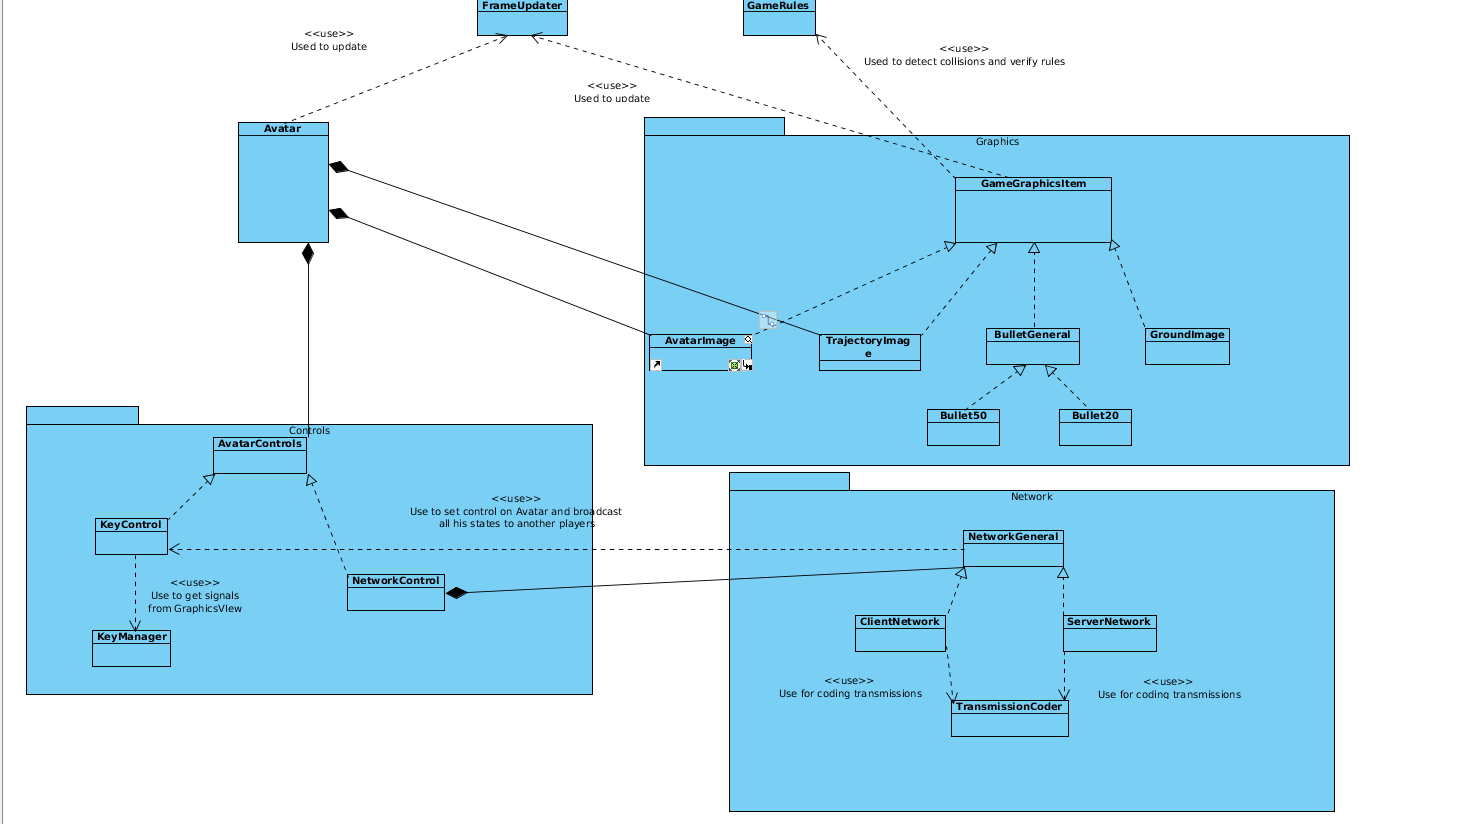 FrameUpdater
GameRules
<<use>>
Used to update
<<use>>
Used to detect collisions and verify rules
<<use>>
Used to update
Avatar
Graphics
GameGraphicsItem
AvatarImage
TrajectoryImag
e
BulletGeneral
GroundImage
Bullet50
Bullet20
Controls
AvatarControls
<<use>>
Use to set control on Avatar and broadcast
all his states to another players
KeyControl
NetworkControl
<<use>>
Use to get signals
from GraphicsVIew
KeyManager
Network
NetworkGeneral
ClientNetwork
ServerNetwork
<<use>>
Use for coding transmissions
<<use>>
Use for coding transmissions
TransmissionCoder